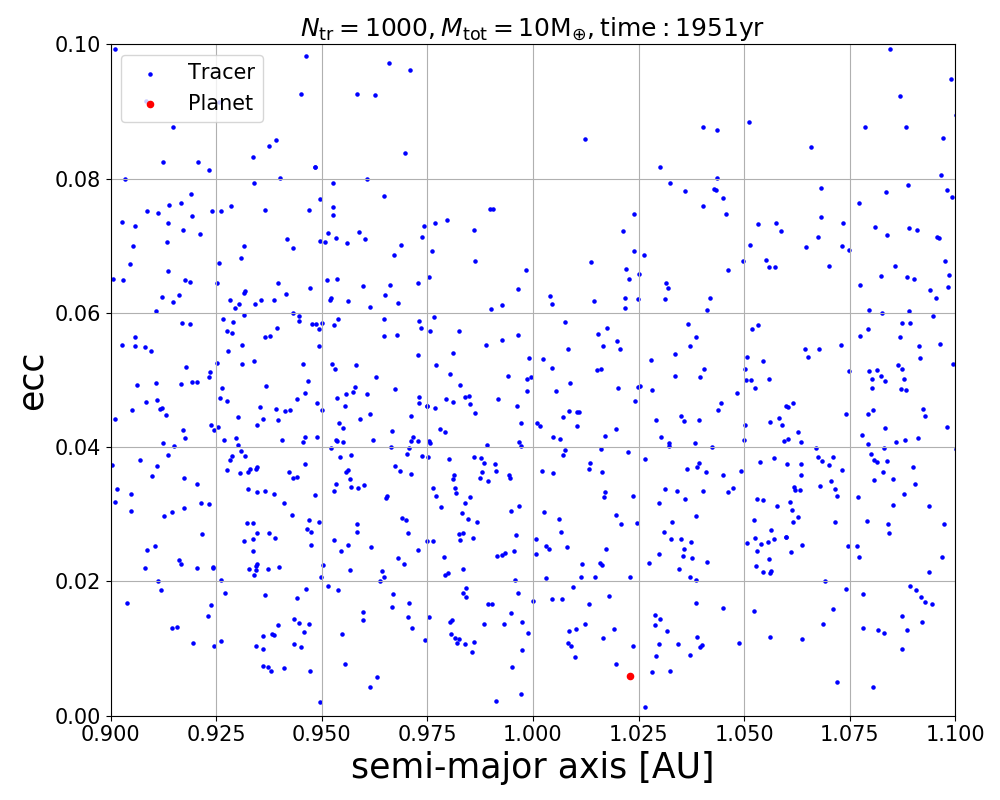 N_tr = 1000, M_tot = 10M_⊕, time : 1951yr
0.10
Tracer
Planet
0.08
0.06
ecc
0.04
0.02
0.00
0.900 0.925 0.950 0.975 1.000 1.025 1.050 1.075 1.100
semi-major axis [AU]